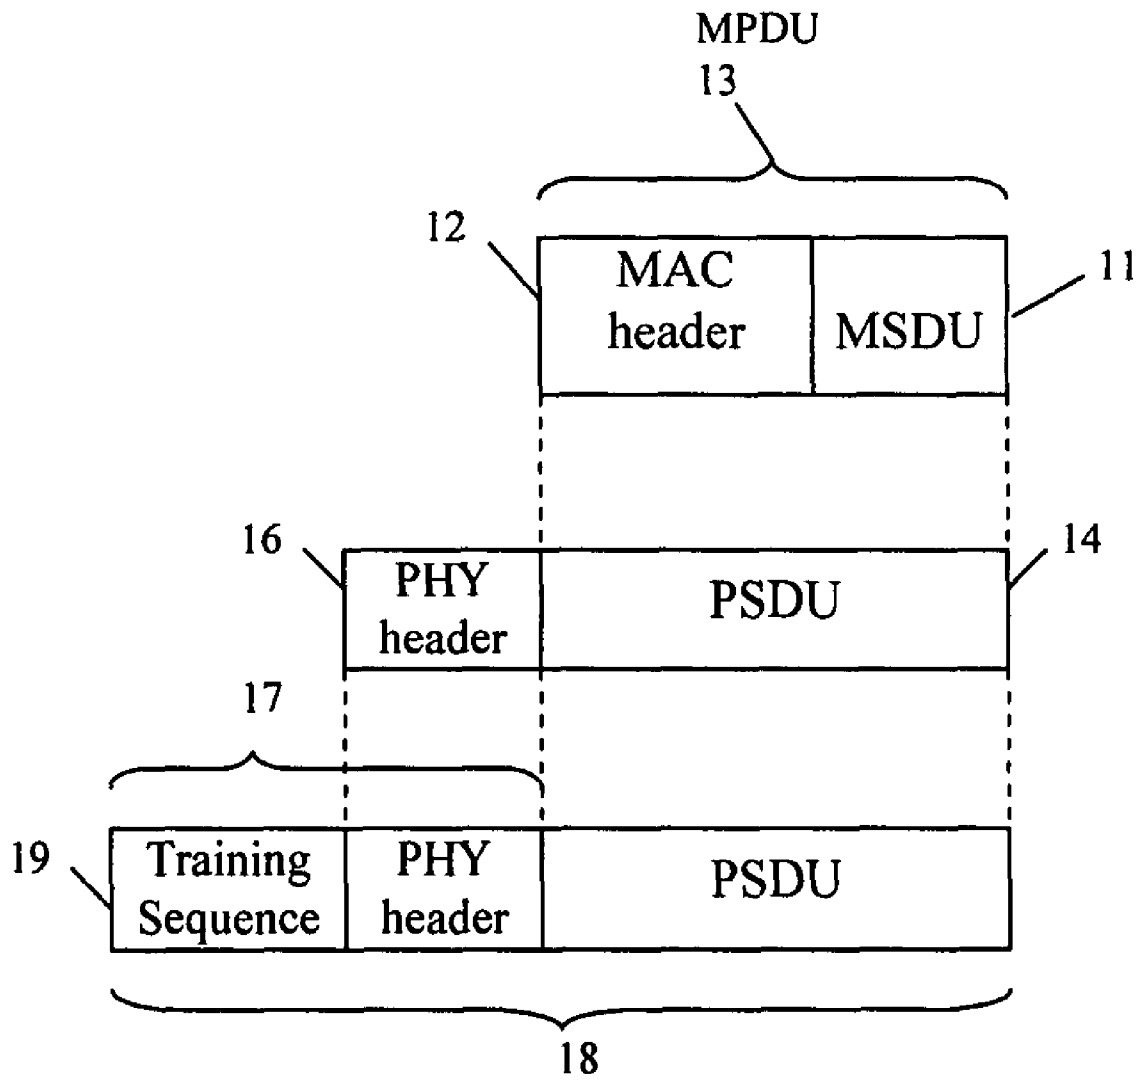 MPDU
13
12
MAC
header
MSDU
11
16
PHY
header
PSDU
14
17
19
Training
Sequence
PHY
header
PSDU
18